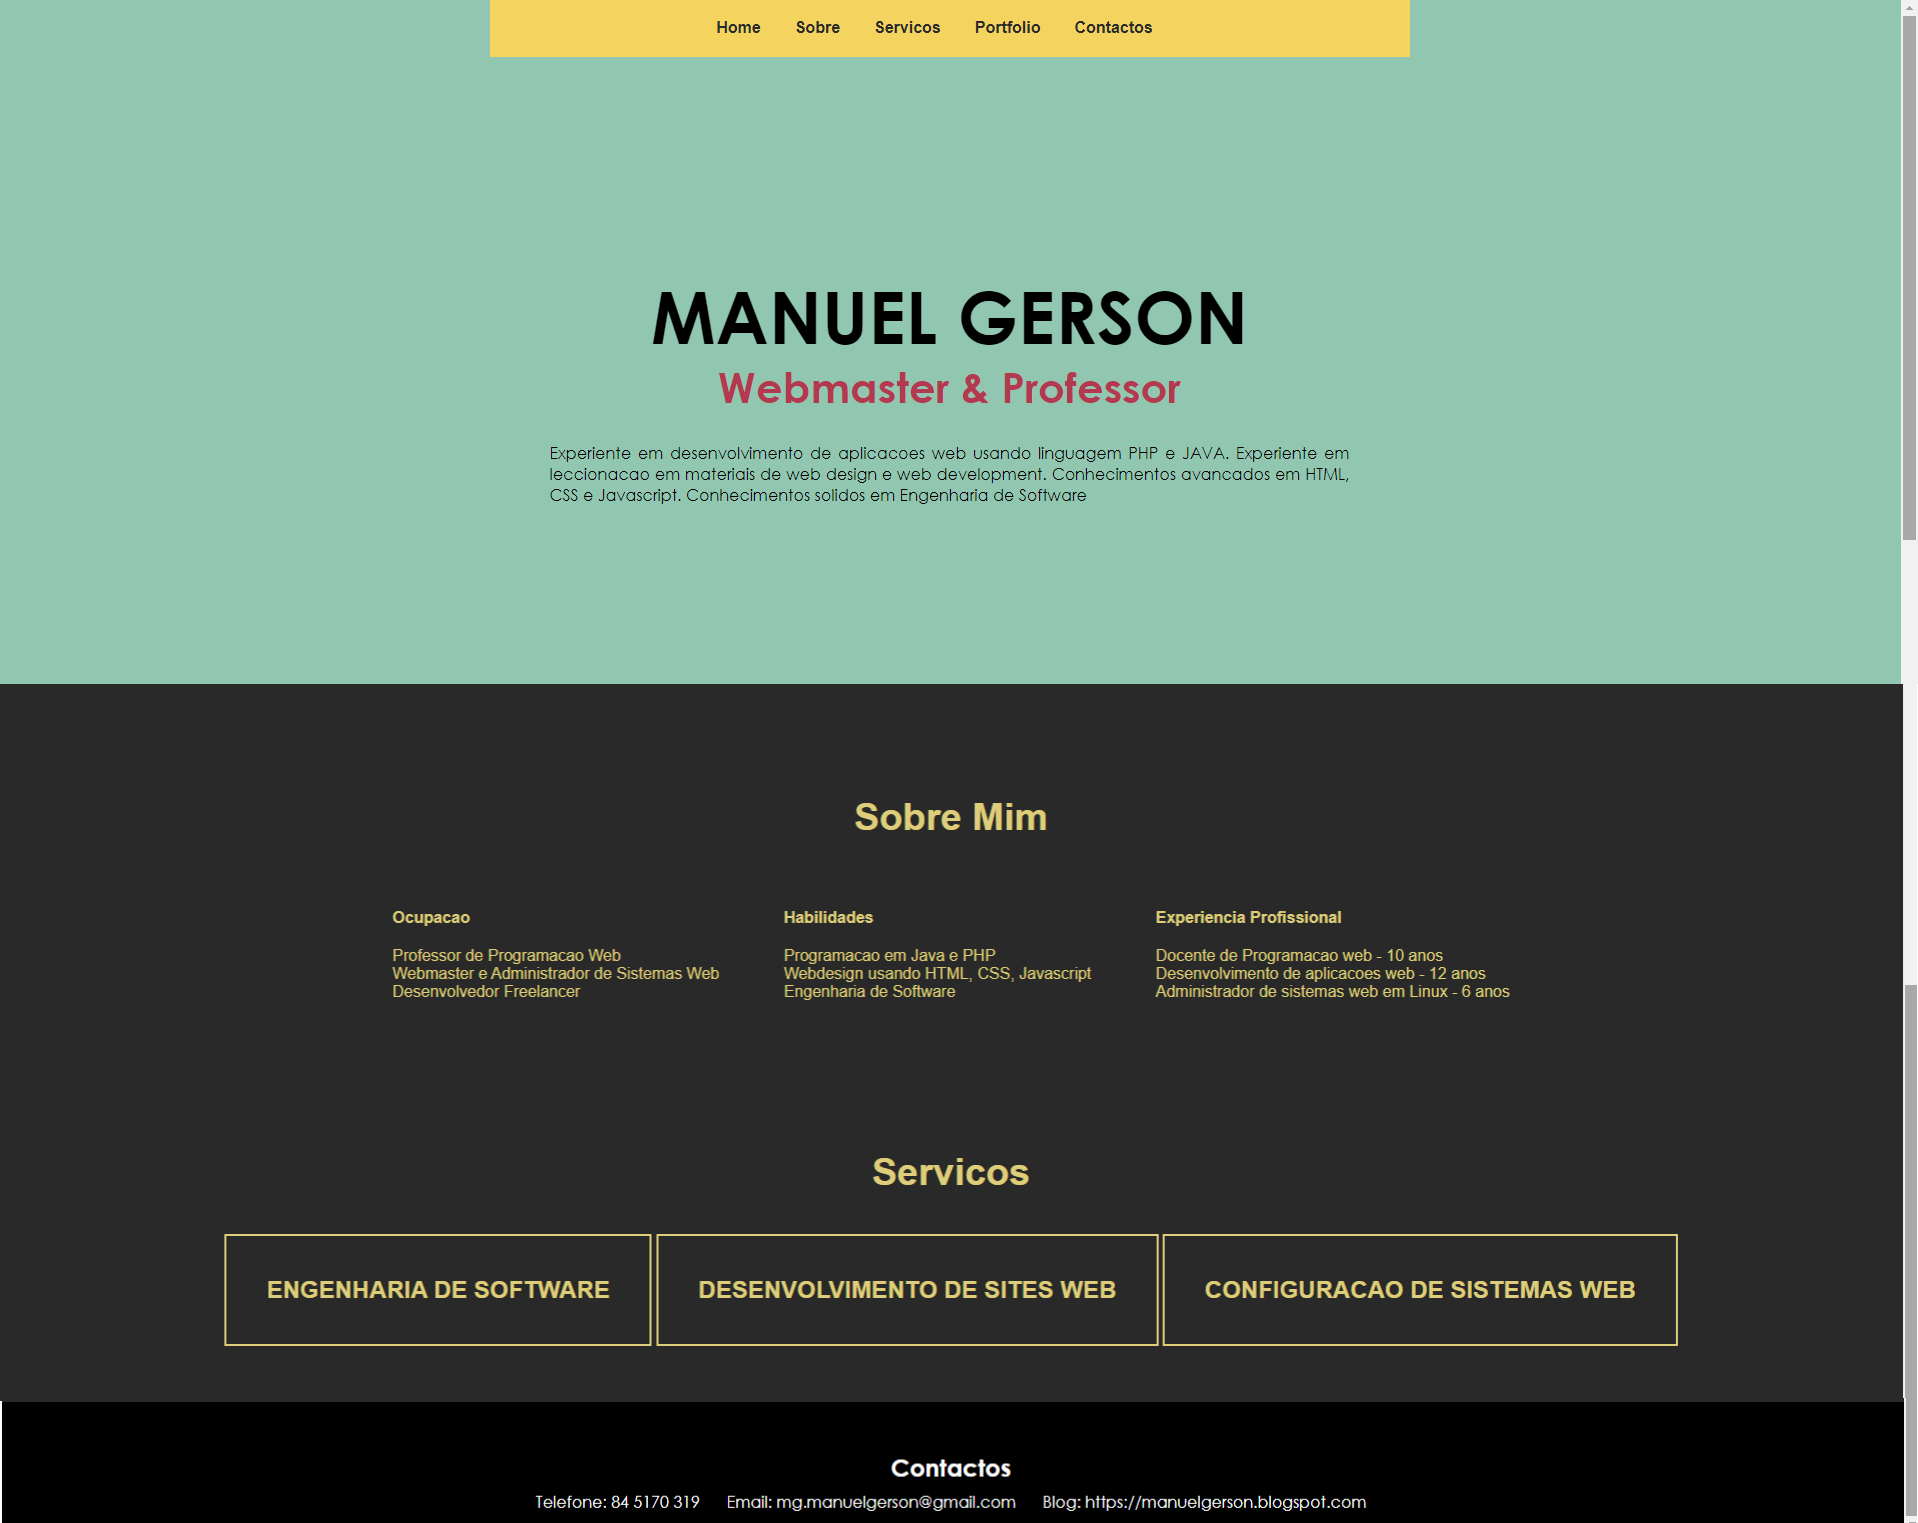 Home Sobre Servicos Portfolio Contactos
MANUEL GERSON
Webmaster & Professor
Experiente em desenvolvimento de aplicacoes web usando linguagem PHP e JAVA. Experiente em
leccionacao em materiais de web design e web development. Conhecimentos avancados em HTML,
CSS e Javascript. Conhecimentos solidos em Engenharia de Software
Sobre Mim
Ocupacao
Professor de Programacao Web
Webmaster e Administrador de Sistemas Web
Desenvolvedor Freelancer
Habilidades
Programacao em Java e PHP
Webdesign usando HTML, CSS, Javascript
Engenharia de Software
Experiencia Profissional
Docente de Programacao web - 10 anos
Desenvolvimento de aplicacoes web - 12 anos
Administrador de sistemas web em Linux - 6 anos
Servicos
ENGENHARIA DE SOFTWARE
DESENVOLVIMENTO DE SITES WEB
CONFIGURACAO DE SISTEMAS WEB
Contactos
Telefone: 84 5170 319 Email: mg.manuelgerson@gmail.com Blog: https://manuelgerson.blogspot.com